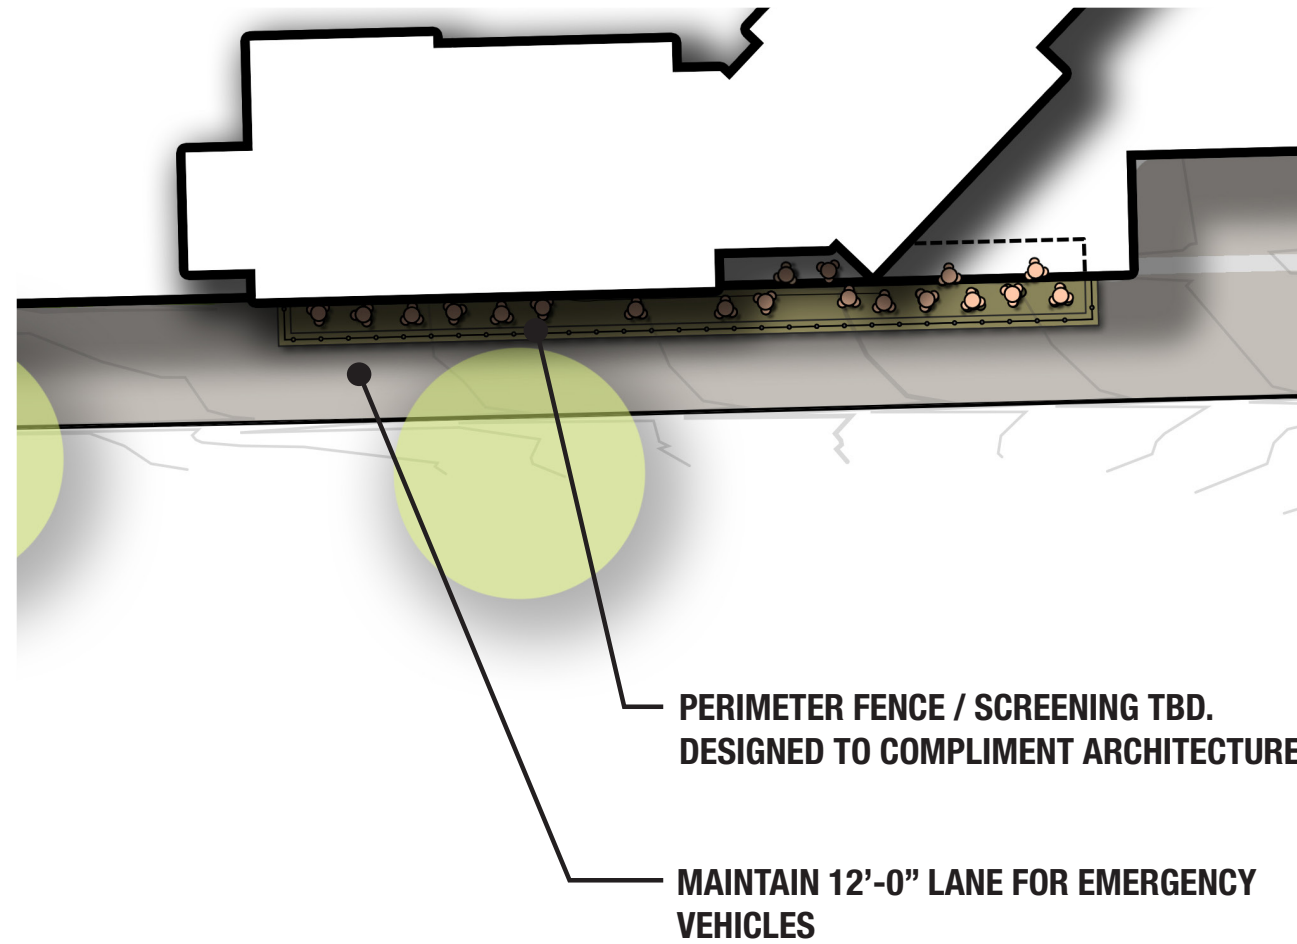 PERIMETER FENCE / SCREENING TBD.
DESIGNED TO COMPLIMENT ARCHITECTURE
MAINTAIN 12’-0” LANE FOR EMERGENCY
VEHICLES